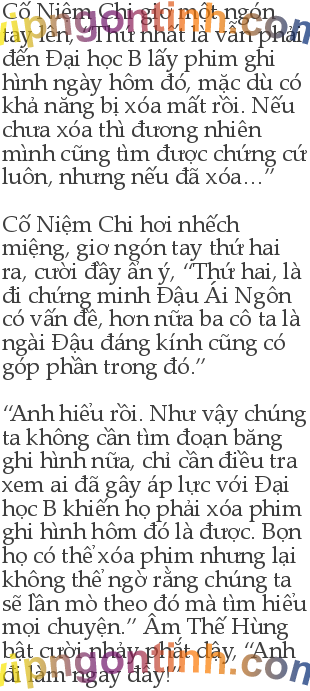 Cố Niệm Chi giơ một ngón
tay lên, “Thứ nhất là vẫn phải
đến Đại học B lấy phim ghi
hình ngày hôm đó, mặc dù có
khả năng bị xóa mất rồi. Nếu
chưa xóa thì đương nhiên
mình cũng tìm được chứng cứ
luôn, nhưng nếu đã xóa…”
Cố Niệm Chi hơi nhếch
miệng, giơ ngón tay thứ hai
ra, cười đầy ẩn ý, “Thứ hai, là
đi chứng minh Đậu Ái Ngôn
có vấn đề, hơn nữa ba cô ta là
ngài Đậu đáng kính cũng có
góp phần trong đó.”
“Anh hiểu rồi. Như vậy chúng
ta không cần tìm đoạn băng
ghi hình nữa, chỉ cần điều tra
xem ai đã gây áp lực với Đại
học B khiến họ phải xóa phim
ghi hình hôm đó là được. Bọn
họ có thể xóa phim nhưng lại
không thể ngờ rằng chúng ta
sẽ lần mò theo đó mà tìm hiểu
mọi chuyện.” Âm Thế Hùng
bật cười nhảy phắt dậy, “Anh
đi làm ngay đây!”
vipngontinh.com
vipngontinh.com